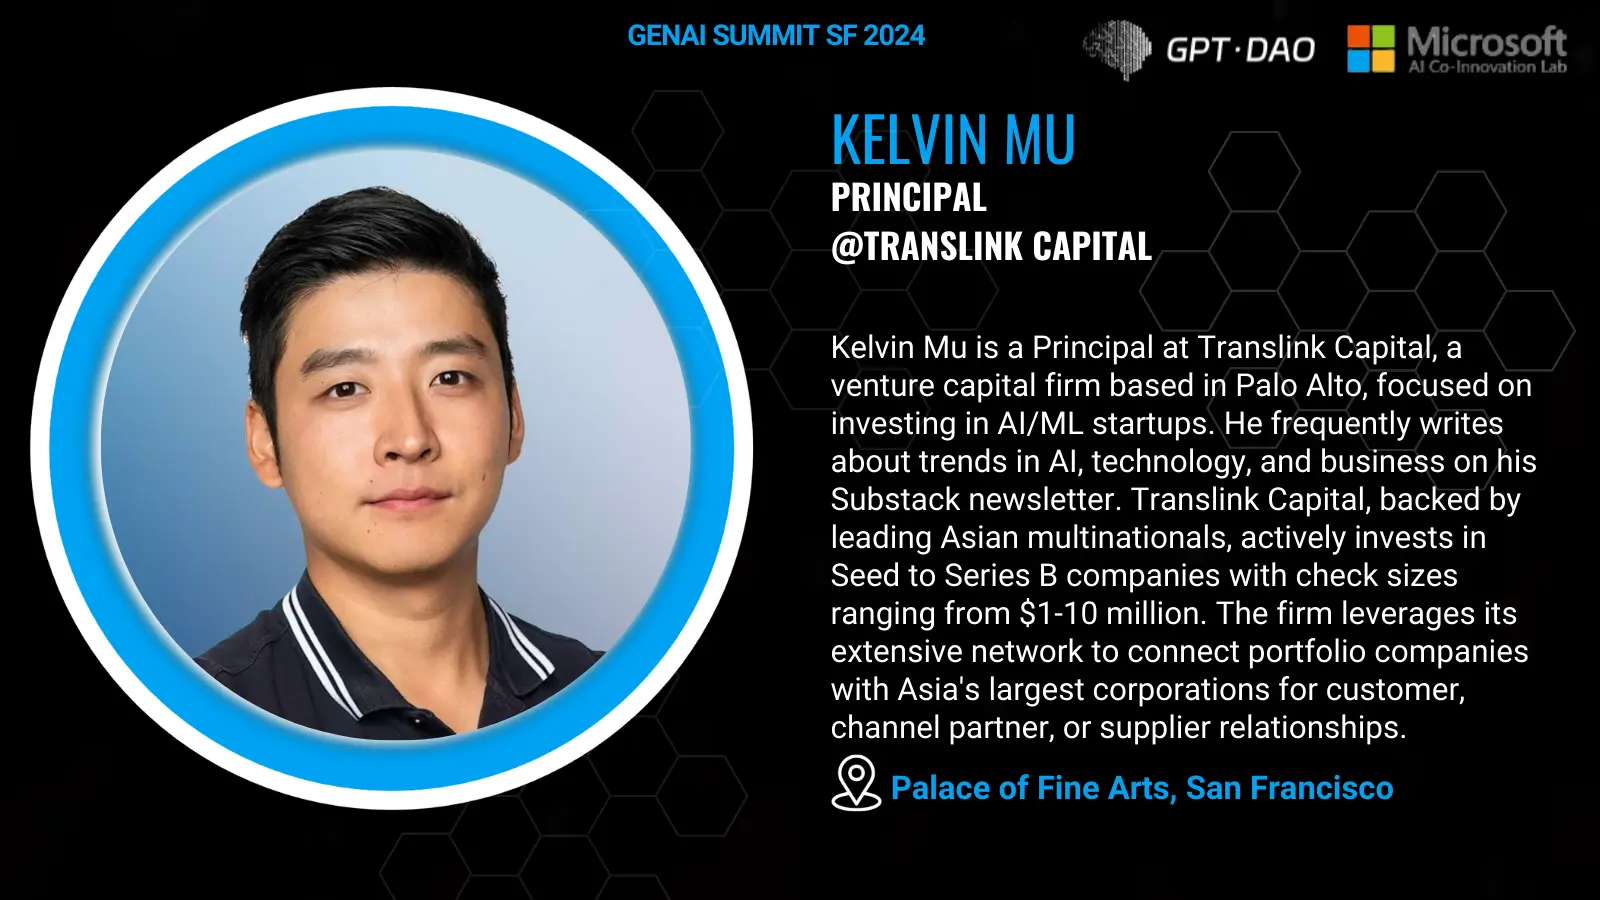 GENAI SUMMIT SF 2024
GPT·DAO
Microsoft
AI Co-Innovation Lab
KELVIN MU
PRINCIPAL
@TRANSLINK CAPITAL
Kelvin Mu is a Principal at Translink Capital, a
venture capital firm based in Palo Alto, focused on
investing in AI/ML startups. He frequently writes
about trends in AI, technology, and business on his
Substack newsletter. Translink Capital, backed by
leading Asian multinationals, actively invests in
Seed to Series B companies with check sizes
ranging from $1-10 million. The firm leverages its
extensive network to connect portfolio companies
with Asia's largest corporations for customer,
channel partner, or supplier relationships.
Palace of Fine Arts, San Francisco